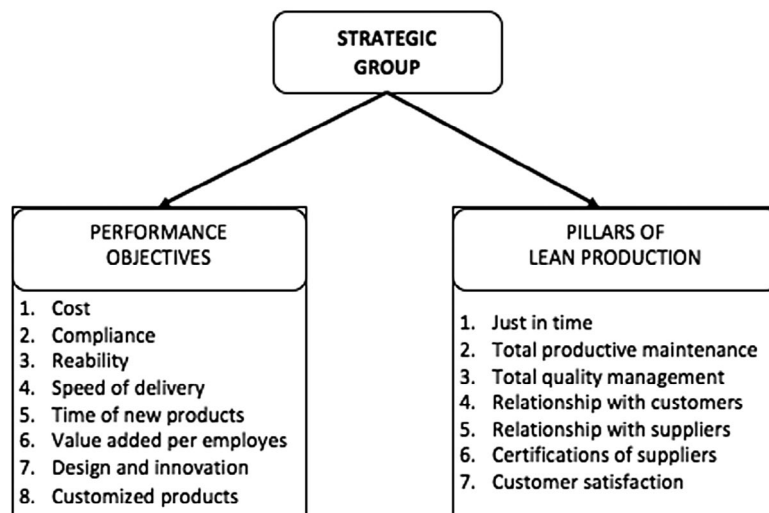 STRATEGIC
GROUP
PERFORMANCE
OBJECTIVES
1. Cost
2. Compliance
3. Reability
4. Speed of delivery
5. Time of new products
6. Value added per employes
7. Design and innovation
8. Customized products
PILLARS OF
LEAN PRODUCTION
1. Just in time
2. Total productive maintenance
3. Total quality management
4. Relationship with customers
5. Relationship with suppliers
6. Certifications of suppliers
7. Customer satisfaction